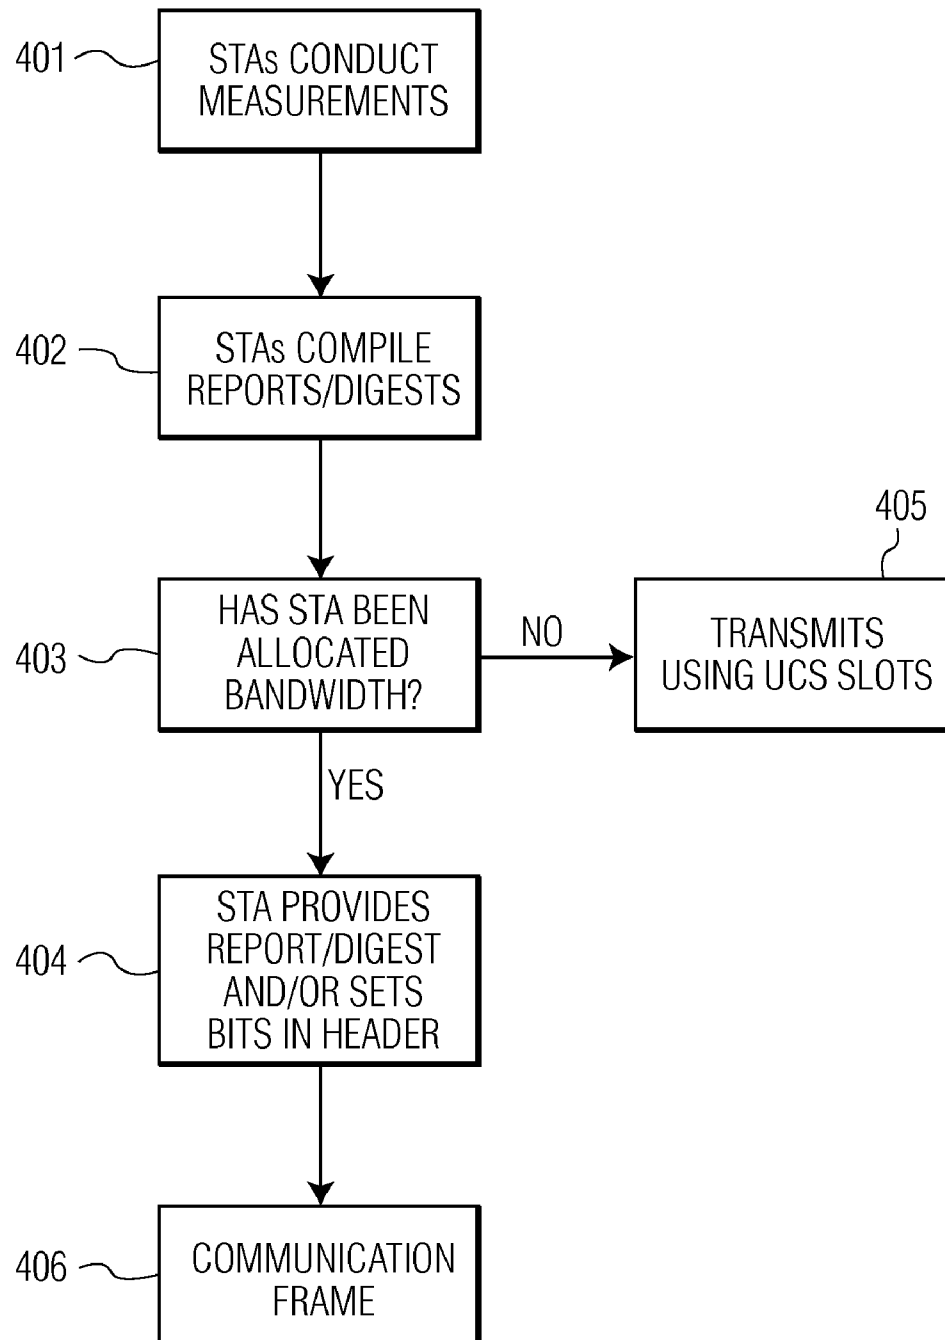 401
STAs CONDUCT
MEASUREMENTS
402
STAs COMPILE
REPORTS/DIGESTS
403
HAS STA BEEN
ALLOCATED
BANDWIDTH?
NO
405
TRANSMITS
USING UCS SLOTS
YES
404
STA PROVIDES
REPORT/DIGEST
AND/OR SETS
BITS IN HEADER
406
COMMUNICATION
FRAME